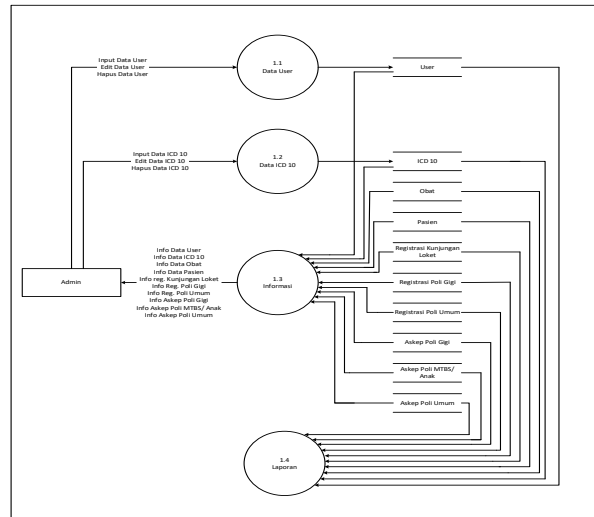 Input Data User
Edit Data User
Hapus Data User
1.1
Data User
User
Input Data ICD 10
Edit Data ICD 10
Hapus Data ICD 10
1.2
Data ICD 10
ICD 10
Obat
Pasien
Registrasi Kunjungan
Loket
Info Data User
Info Data ICD 10
Info Data Obat
Info Data Pasien
Info reg. Kunjungan Loket
Info Reg. Poli Gigi
Info Reg. Poli Umum
Info Askep Poli Gigi
Info Askep Poli MTBS/ Anak
Info Askep Poli Umum
Admin
1.3
Informasi
Registrasi Poli Gigi
Registrasi Poli Umum
Askep Poli Gigi
Askep Poli MTBS/
Anak
Askep Poli Umum
1.4
Laporan